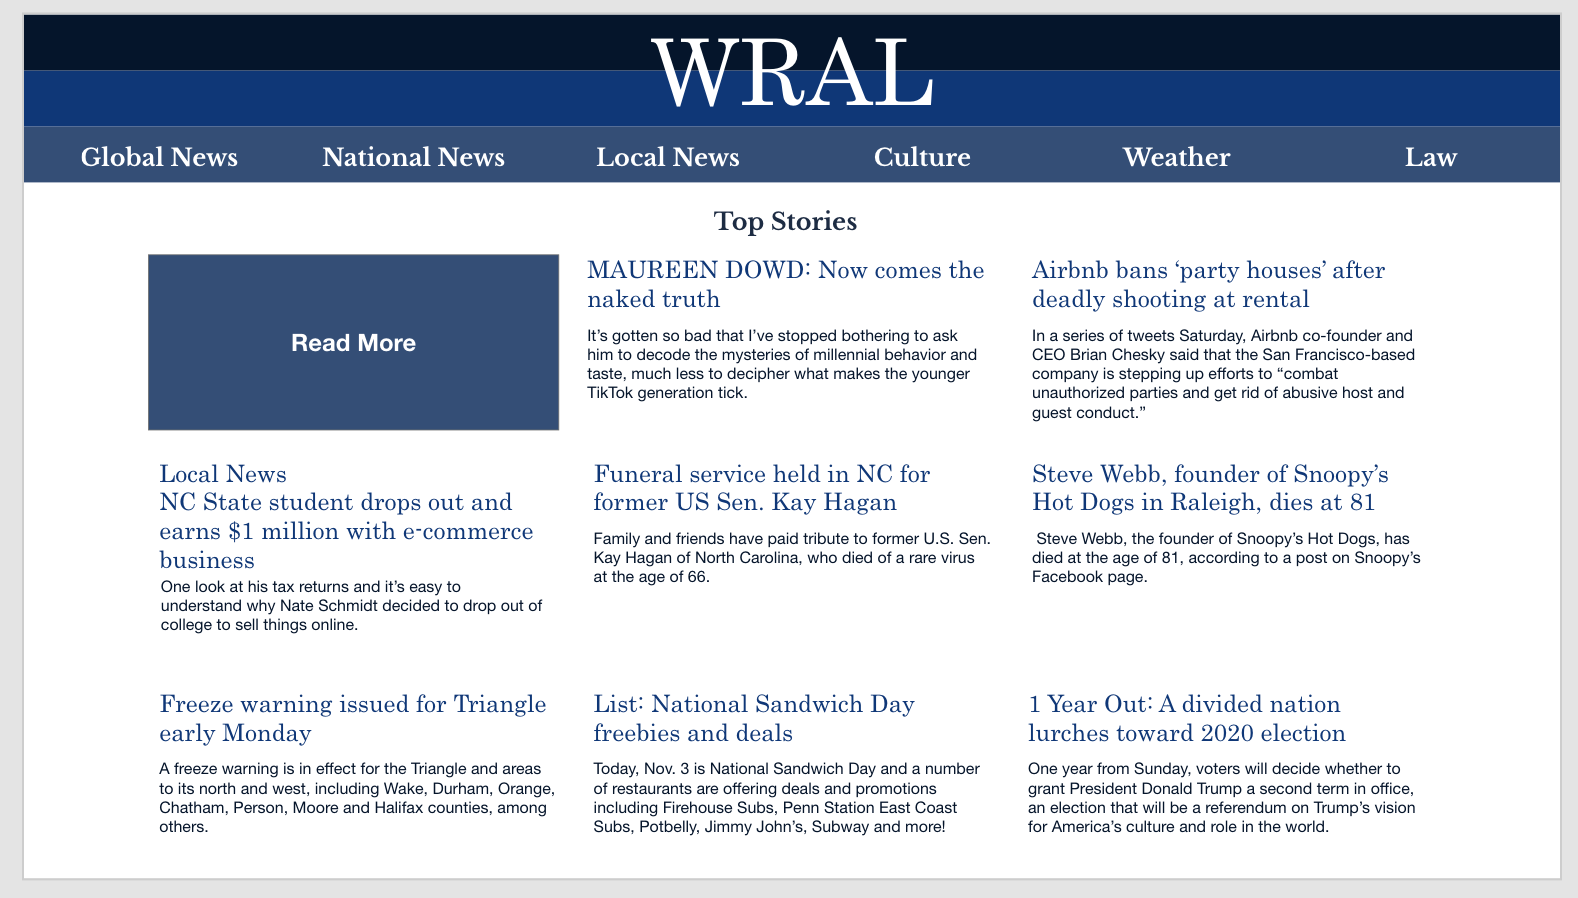 WRAL
Global News
National News
Local News
Culture
Weather
Law
Top Stories
Read More
MAUREEN DOWD: Now comes the
naked truth
It’s gotten so bad that I’ve stopped bothering to ask
him to decode the mysteries of millennial behavior and
taste, much less to decipher what makes the younger
TikTok generation tick.
Airbnb bans ‘party houses’ after
deadly shooting at rental
In a series of tweets Saturday, Airbnb co-founder and
CEO Brian Chesky said that the San Francisco-based
company is stepping up efforts to “combat
unauthorized parties and get rid of abusive host and
guest conduct.”
Local News
NC State student drops out and
earns $1 million with e-commerce
business
One look at his tax returns and it’s easy to
understand why Nate Schmidt decided to drop out of
college to sell things online.
Funeral service held in NC for
former US Sen. Kay Hagan
Family and friends have paid tribute to former U.S. Sen.
Kay Hagan of North Carolina, who died of a rare virus
at the age of 66.
Steve Webb, founder of Snoopy’s
Hot Dogs in Raleigh, dies at 81
Steve Webb, the founder of Snoopy’s Hot Dogs, has
died at the age of 81, according to a post on Snoopy’s
Facebook page.
Freeze warning issued for Triangle
early Monday
A freeze warning is in effect for the Triangle and areas
to its north and west, including Wake, Durham, Orange,
Chatham, Person, Moore and Halifax counties, among
others.
List: National Sandwich Day
freebies and deals
Today, Nov. 3 is National Sandwich Day and a number
of restaurants are offering deals and promotions
including Firehouse Subs, Penn Station East Coast
Subs, Potbelly, Jimmy John’s, Subway and more!
1 Year Out: A divided nation
lurches toward 2020 election
One year from Sunday, voters will decide whether to
grant President Donald Trump a second term in office,
an election that will be a referendum on Trump’s vision
for America’s culture and role in the world.